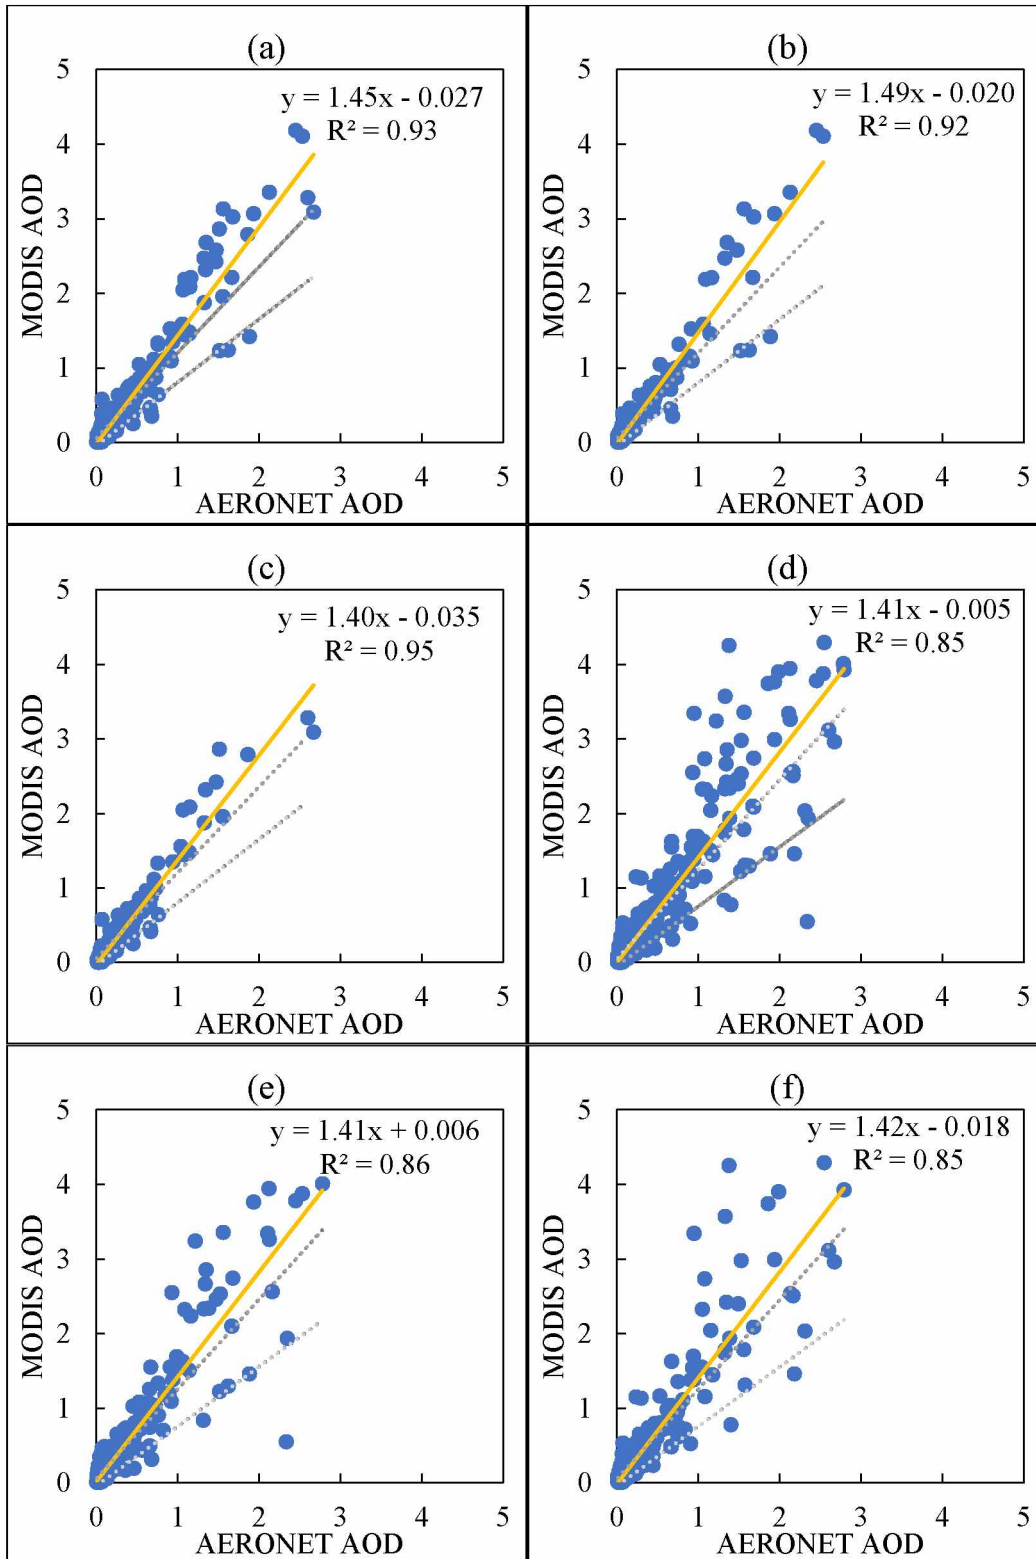 (a)
y = 1.45x - 0.027
R² = 0.93
5
4
3
2
1
0
MODIS AOD
0 1 2 3 4 5
AERONET AOD
(b)
y = 1.49x - 0.020
R² = 0.92
5
4
3
2
1
0
MODIS AOD
0 1 2 3 4 5
AERONET AOD
(c)
y = 1.40x - 0.035
R² = 0.95
5
4
3
2
1
0
MODIS AOD
0 1 2 3 4 5
AERONET AOD
(d)
y = 1.41x - 0.005
R² = 0.85
5
4
3
2
1
0
MODIS AOD
0 1 2 3 4 5
AERONET AOD
(e)
y = 1.41x + 0.006
R² = 0.86
5
4
3
2
1
0
MODIS AOD
0 1 2 3 4 5
AERONET AOD
(f)
y = 1.42x - 0.018
R² = 0.85
5
4
3
2
1
0
MODIS AOD
0 1 2 3 4 5
AERONET AOD